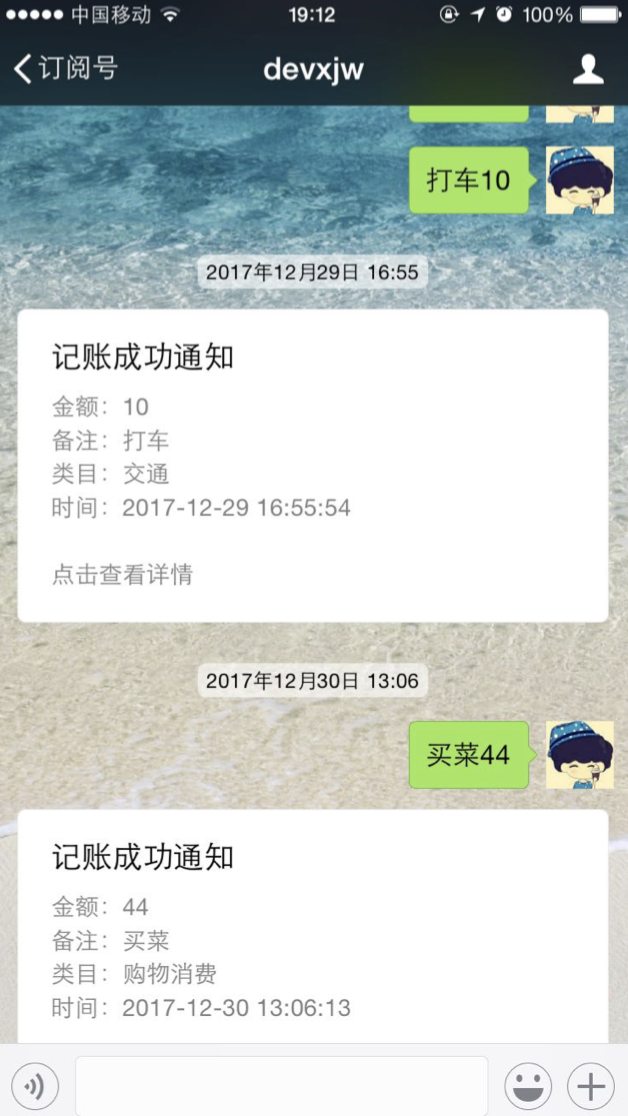 中国移动 19:12 100%
订阅号 devxjw
打车10
2017年12月29日 16:55
记账成功通知
金额：10
备注：打车
类目：交通
时间：2017-12-29 16:55:54
点击查看详情
2017年12月30日 13:06
买菜44
记账成功通知
金额：44
备注：买菜
类目：购物消费
时间：2017-12-30 13:06:13